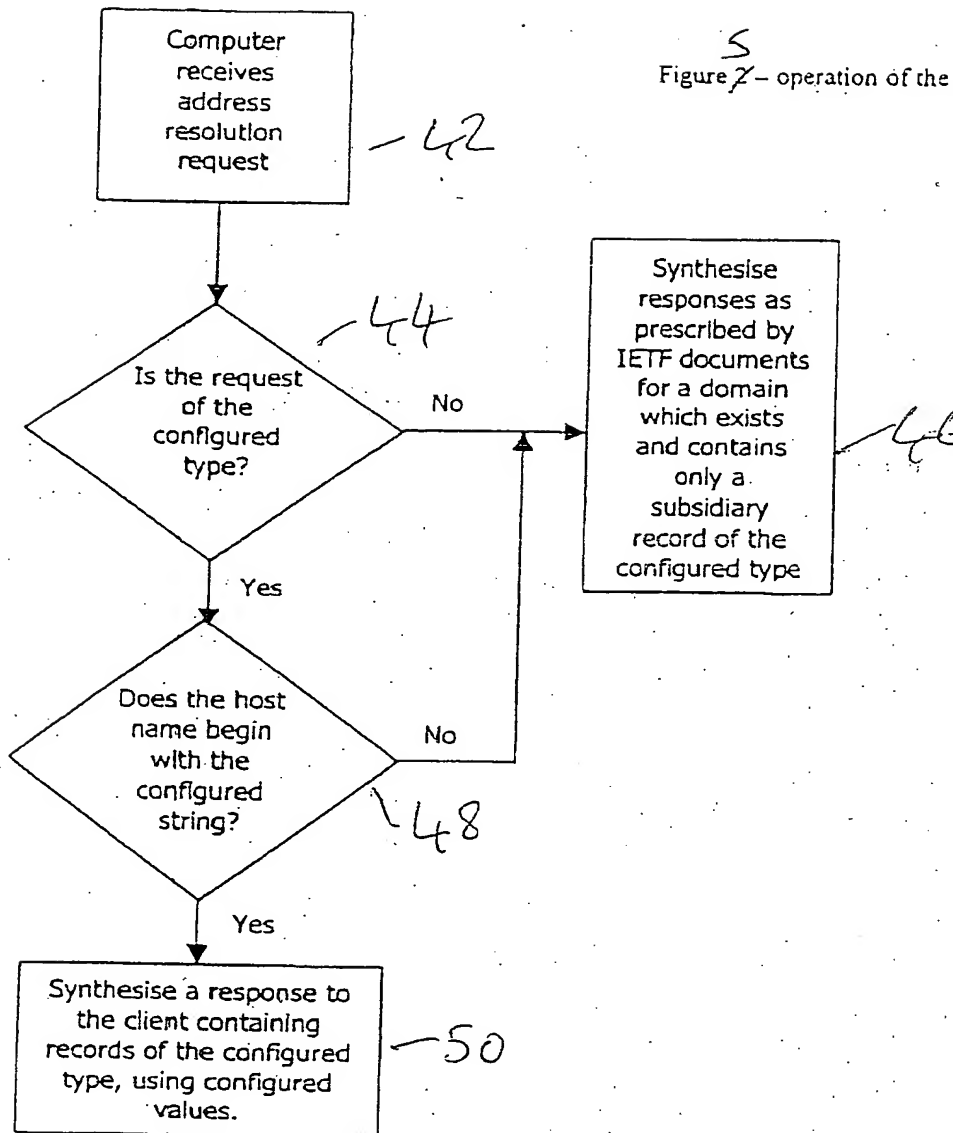 Computer
receives
address
resolution
request
42
5
Figure 2 – operation of the
44
Is the request
of the
configured
type?
No
Synthesise
responses as
prescribed by
IETF documents
for a domain
which exists
and contains
only a
subsidiary
record of the
configured type
46
Yes
Does the host
name begin
with the
configured
string?
No
48
Yes
Synthesise a response to
the client containing
records of the configured
type, using configured
values.
50